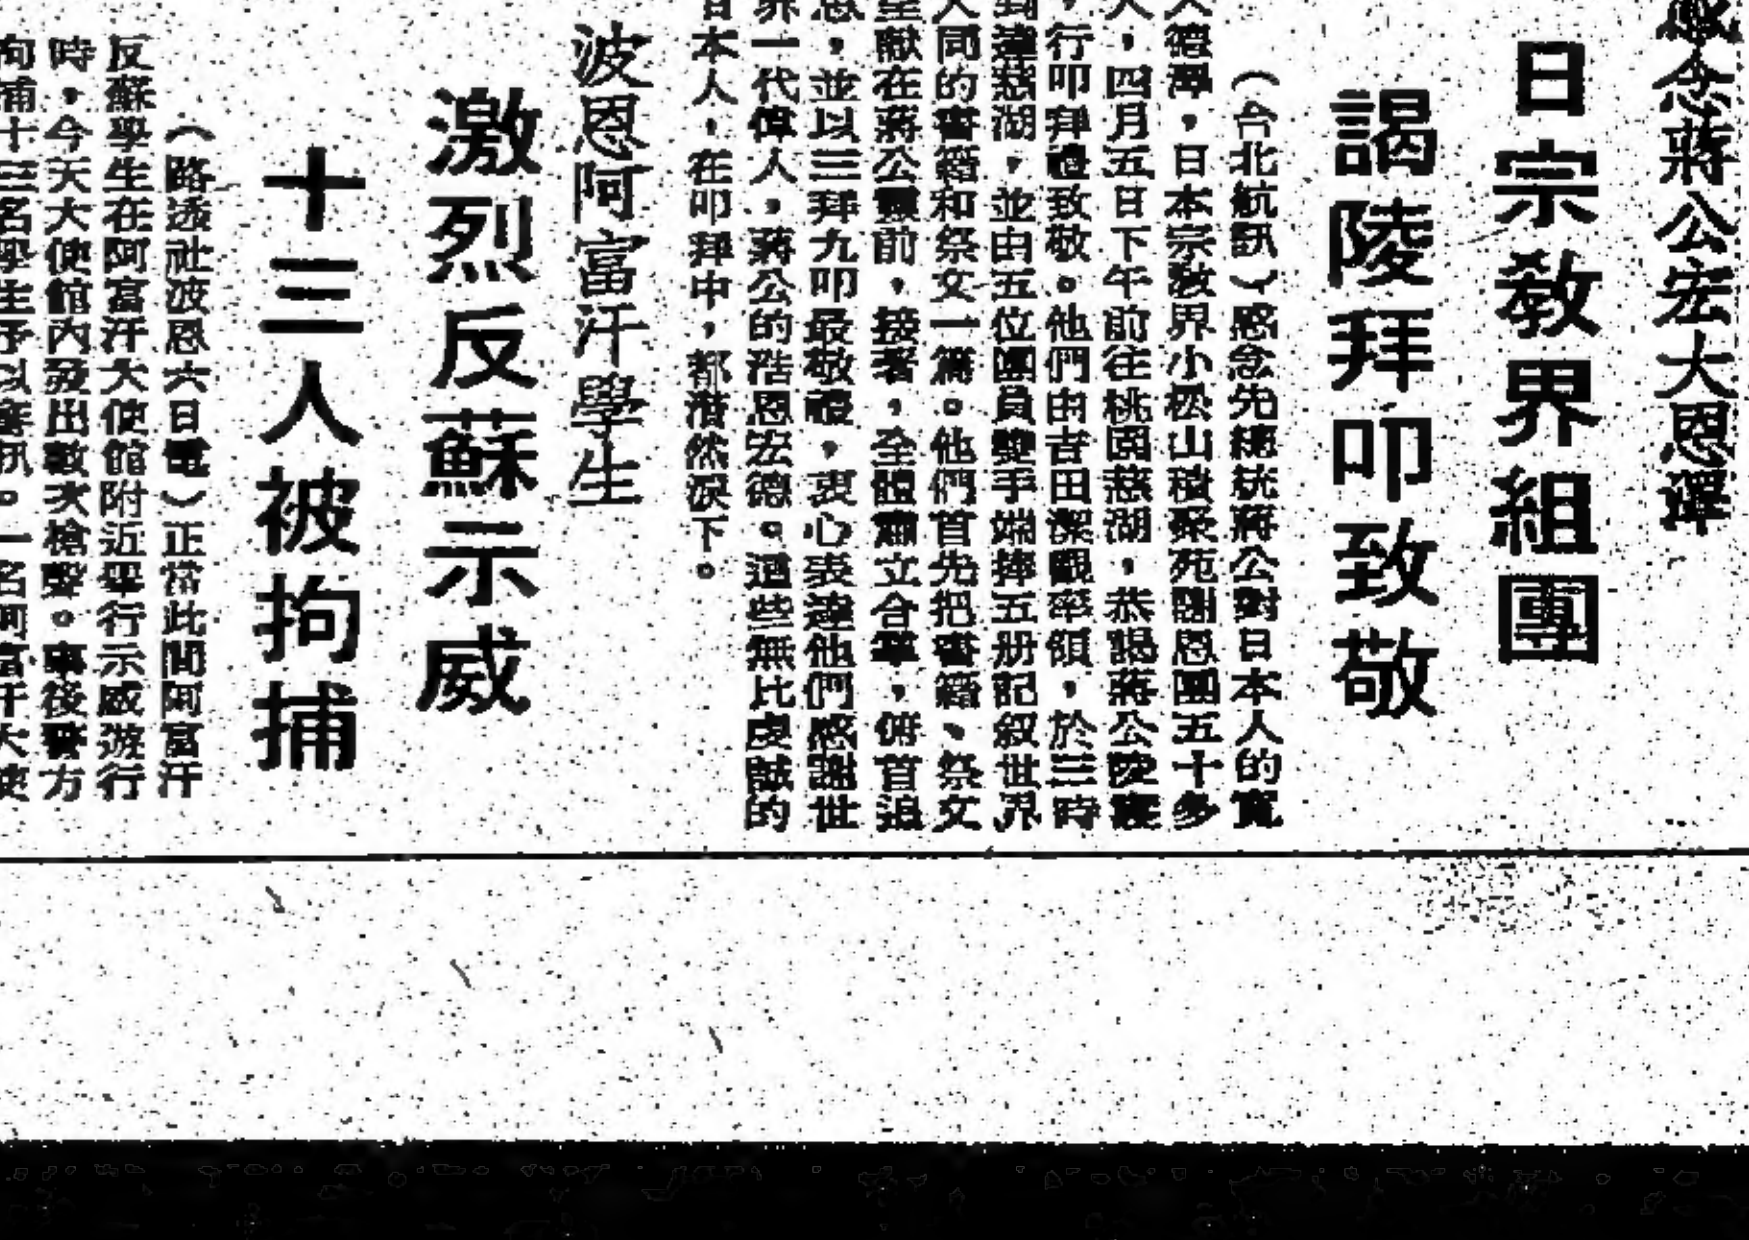 感念蔣公宏大恩澤
日宗教界組團
謁陵拜叩致敬
（台北航訊）感念先總統蔣公對日本人的寬
大德澤，日本宗教界小松山積聚苑謝恩團五十多
人，四月五日下午前往桃園慈湖，恭謁蔣公陵寢
，行叩拜禮致敬。他們由吉田潔觀率領，於三時
到達慈湖，並由五位團員雙手端捧五册記叙世界
人同的書籍和祭文一篇。他們首先把書籍、祭文
呈獻在蔣公靈前，接著，全體肅立合掌，俯首追
思，並以三拜九叩最敬禮，衷心表達他們感謝世
界一代偉人，蔣公的浩恩宏德。這些無比虔誠的
日本人，在叩拜中，都潸然淚下。
波恩阿富汗學生
激烈反蘇示威
十三人被拘捕
（路透社波恩六日電）正當此間阿富汗
反蘇學生在阿富汗大使館附近舉行示威遊行
時，今天大使館內發出數次槍聲。事後警方
拘捕十三名學生予以審訊。一名阿富汗大使